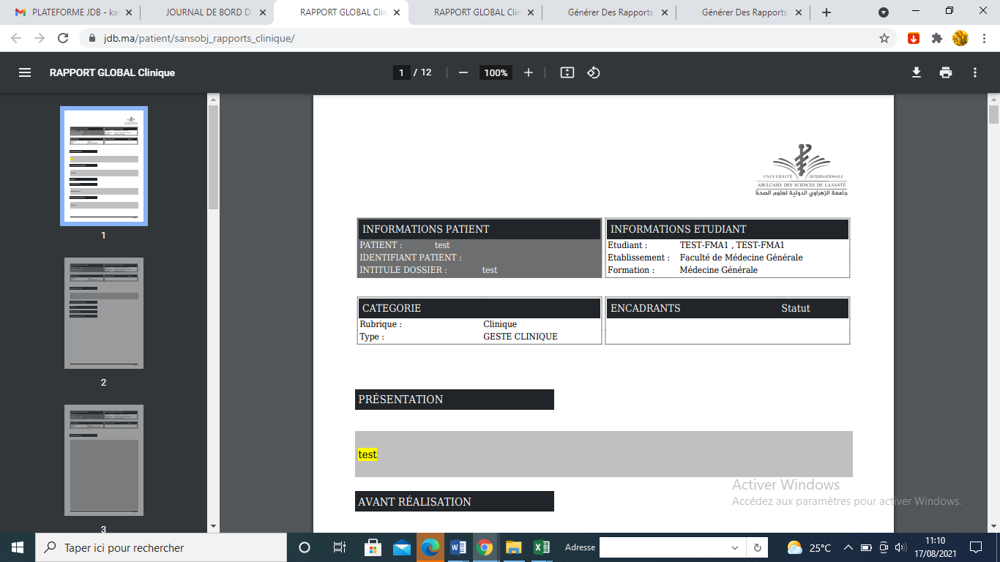 PLATEFORME JDB - ka
JOURNAL DE BORD D'
RAPPORT GLOBAL Clin
RAPPORT GLOBAL Clin
Générer Des Rapports
Générer Des Rapports
jdb.ma/patient/sansobj_rapports_clinique/
RAPPORT GLOBAL Clinique
1 / 12
100%
1
2
3
UNIVERSITÉ INTERNATIONALE
ABULCASIS DES SCIENCES DE LA SANTÉ
جامعة الزهراوي الدولية لعلوم الصحة
INFORMATIONS PATIENT
PATIENT : test
IDENTIFIANT PATIENT :
INTITULE DOSSIER : test
INFORMATIONS ETUDIANT
Etudiant : TEST-FMA1 , TEST-FMA1
Etablissement : Faculté de Médecine Générale
Formation : Médecine Générale
CATEGORIE
Rubrique : Clinique
Type : GESTE CLINIQUE
ENCADRANTS Statut
PRÉSENTATION
test
AVANT RÉALISATION
Activer Windows
Accédez aux paramètres pour activer Windows.
Taper ici pour rechercher
Adresse
25°C
11:10
17/08/2021